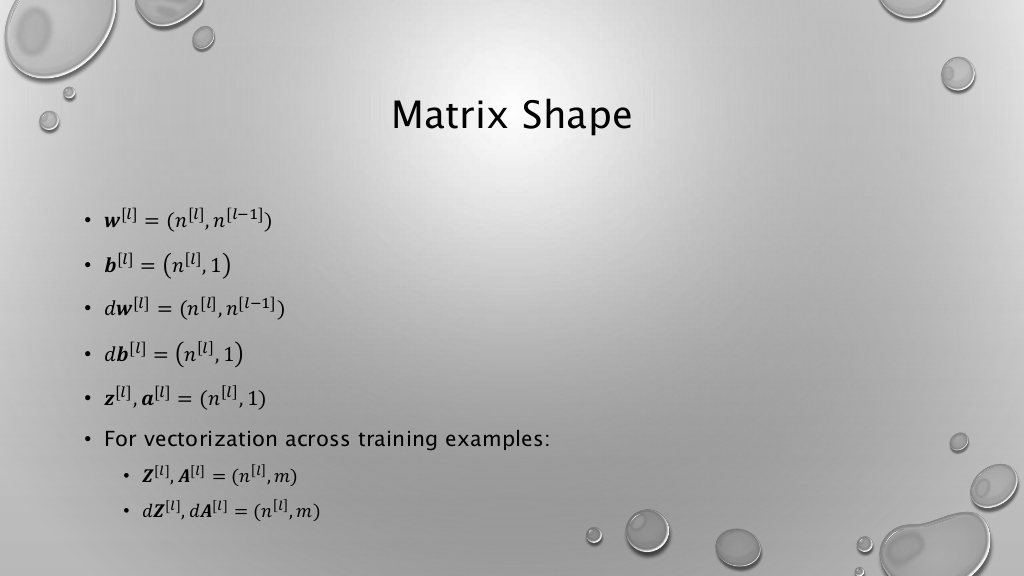 Matrix Shape
• 𝒘^[𝑙] = (𝑛^[𝑙], 𝑛^[𝑙−1])
• 𝒃^[𝑙] = (𝑛^[𝑙], 1)
• 𝑑𝒘^[𝑙] = (𝑛^[𝑙], 𝑛^[𝑙−1])
• 𝑑𝒃^[𝑙] = (𝑛^[𝑙], 1)
• 𝒛^[𝑙], 𝒂^[𝑙] = (𝑛^[𝑙], 1)
• For vectorization across training examples:
• 𝒁^[𝑙], 𝑨^[𝑙] = (𝑛^[𝑙], 𝑚)
• 𝑑𝒁^[𝑙], 𝑑𝑨^[𝑙] = (𝑛^[𝑙], 𝑚)